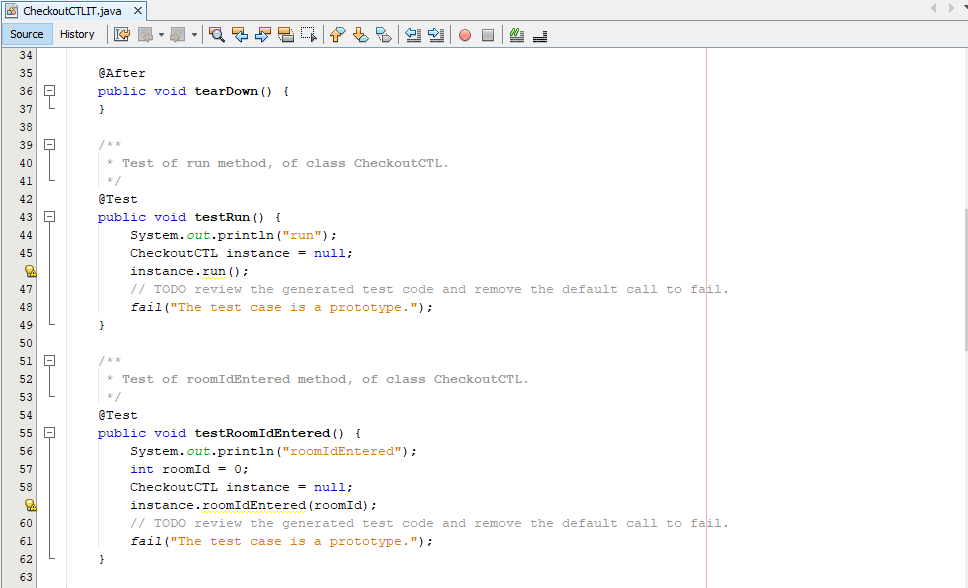 CheckoutCTLIT.java
Source History
34
35 @After
36 public void tearDown() {
37 }
38
39 /**
40 * Test of run method, of class CheckoutCTL.
41 */
42 @Test
43 public void testRun() {
44 System.out.println("run");
45 CheckoutCTL instance = null;
instance.run();
47 // TODO review the generated test code and remove the default call to fail.
48 fail("The test case is a prototype.");
49 }
50
51 /**
52 * Test of roomIdEntered method, of class CheckoutCTL.
53 */
54 @Test
55 public void testRoomIdEntered() {
56 System.out.println("roomIdEntered");
57 int roomId = 0;
58 CheckoutCTL instance = null;
instance.roomIdEntered(roomId);
60 // TODO review the generated test code and remove the default call to fail.
61 fail("The test case is a prototype.");
62 }
63